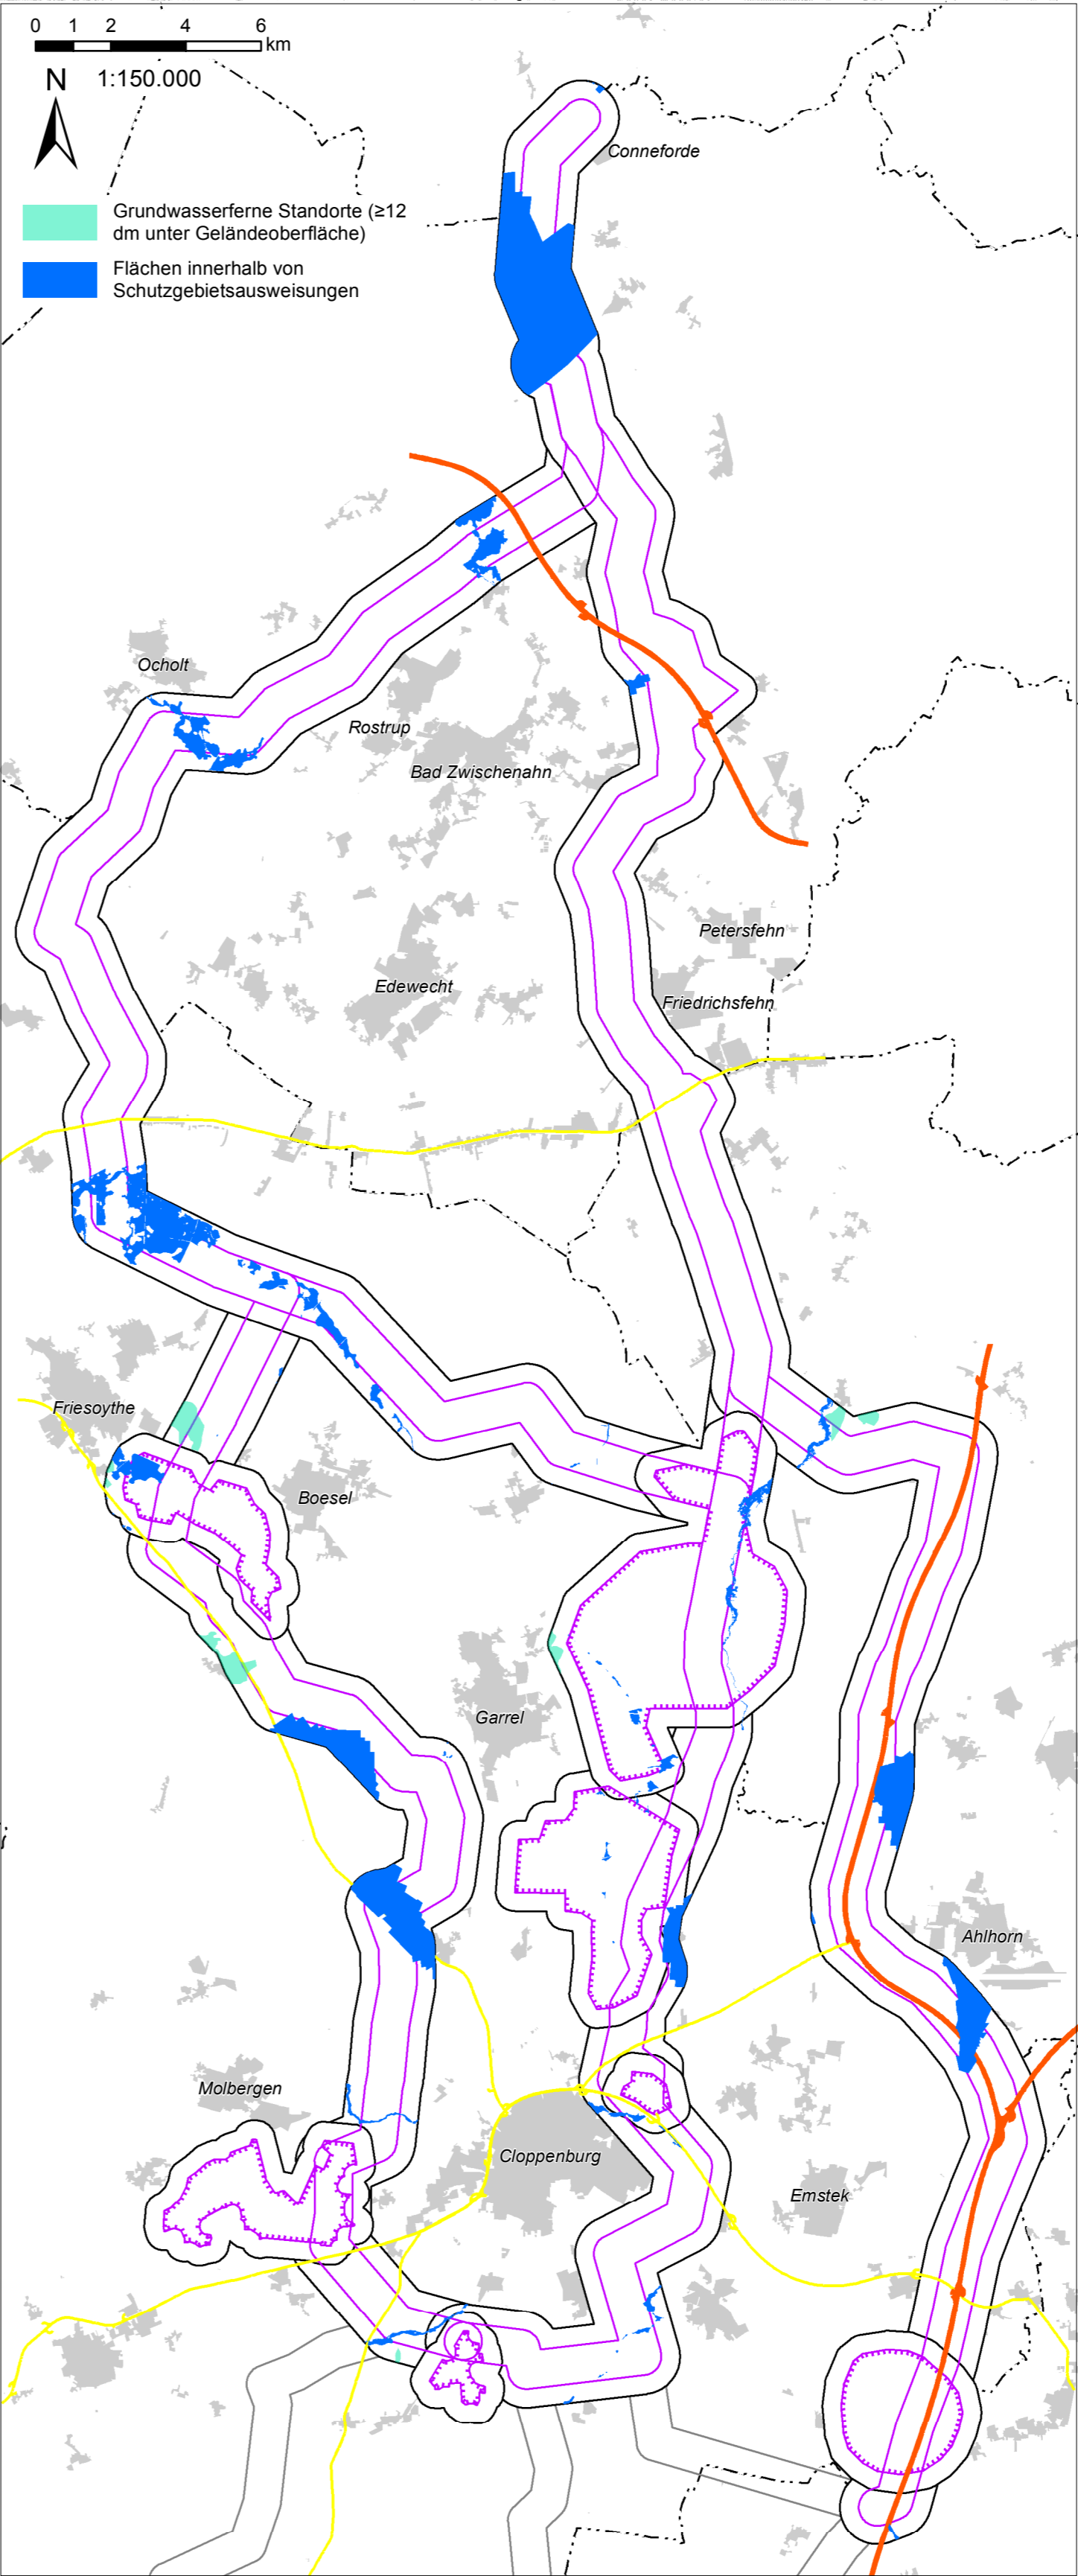 0 1 2 4 6
km
N 1:150.000
Grundwasserferne Standorte (≥12
dm unter Geländeoberfläche)
Flächen innerhalb von
Schutzgebietsausweisungen
Conneforde
Ocholt
Rostrup
Bad Zwischenahn
Petersfehn
Edewecht
Friedrichsfehn
Friesoythe
Boesel
Garrel
Ahlhorn
Molbergen
Cloppenburg
Emstek